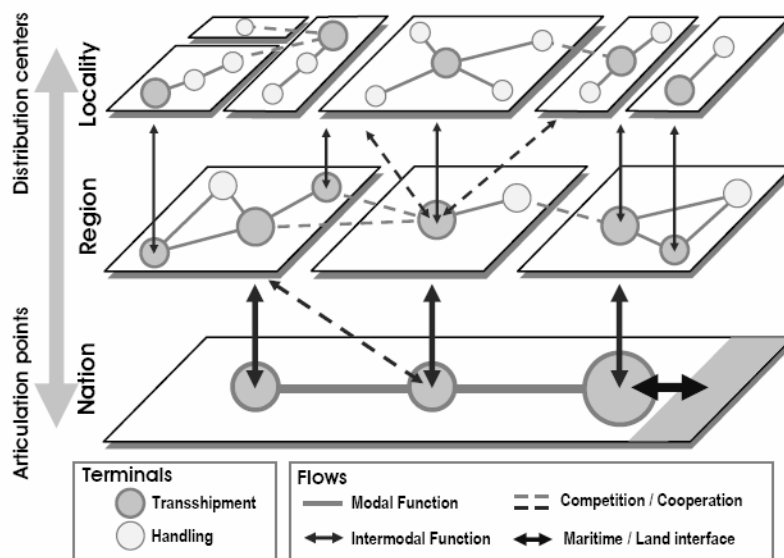 Distribution centers
Locality
Region
Articulation points
Nation
Terminals
Transshipment
Handling
Flows
Modal Function
Competition / Cooperation
Intermodal Function
Maritime / Land interface